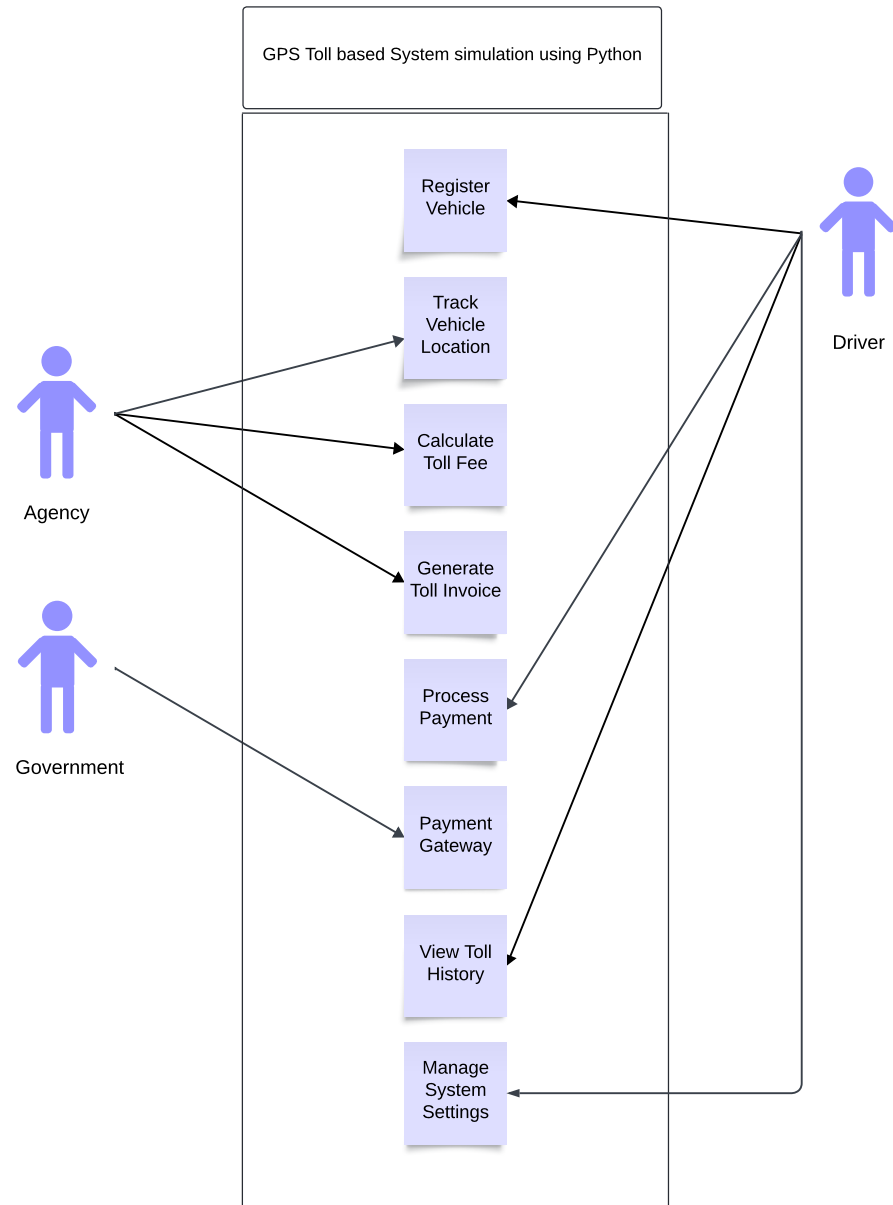 GPS Toll based System simulation using Python
Register
Vehicle
Track
Vehicle
Location
Driver
Calculate
Toll Fee
Agency
Generate
Toll Invoice
Process
Payment
Government
Payment
Gateway
View Toll
History
Manage
System
Settings